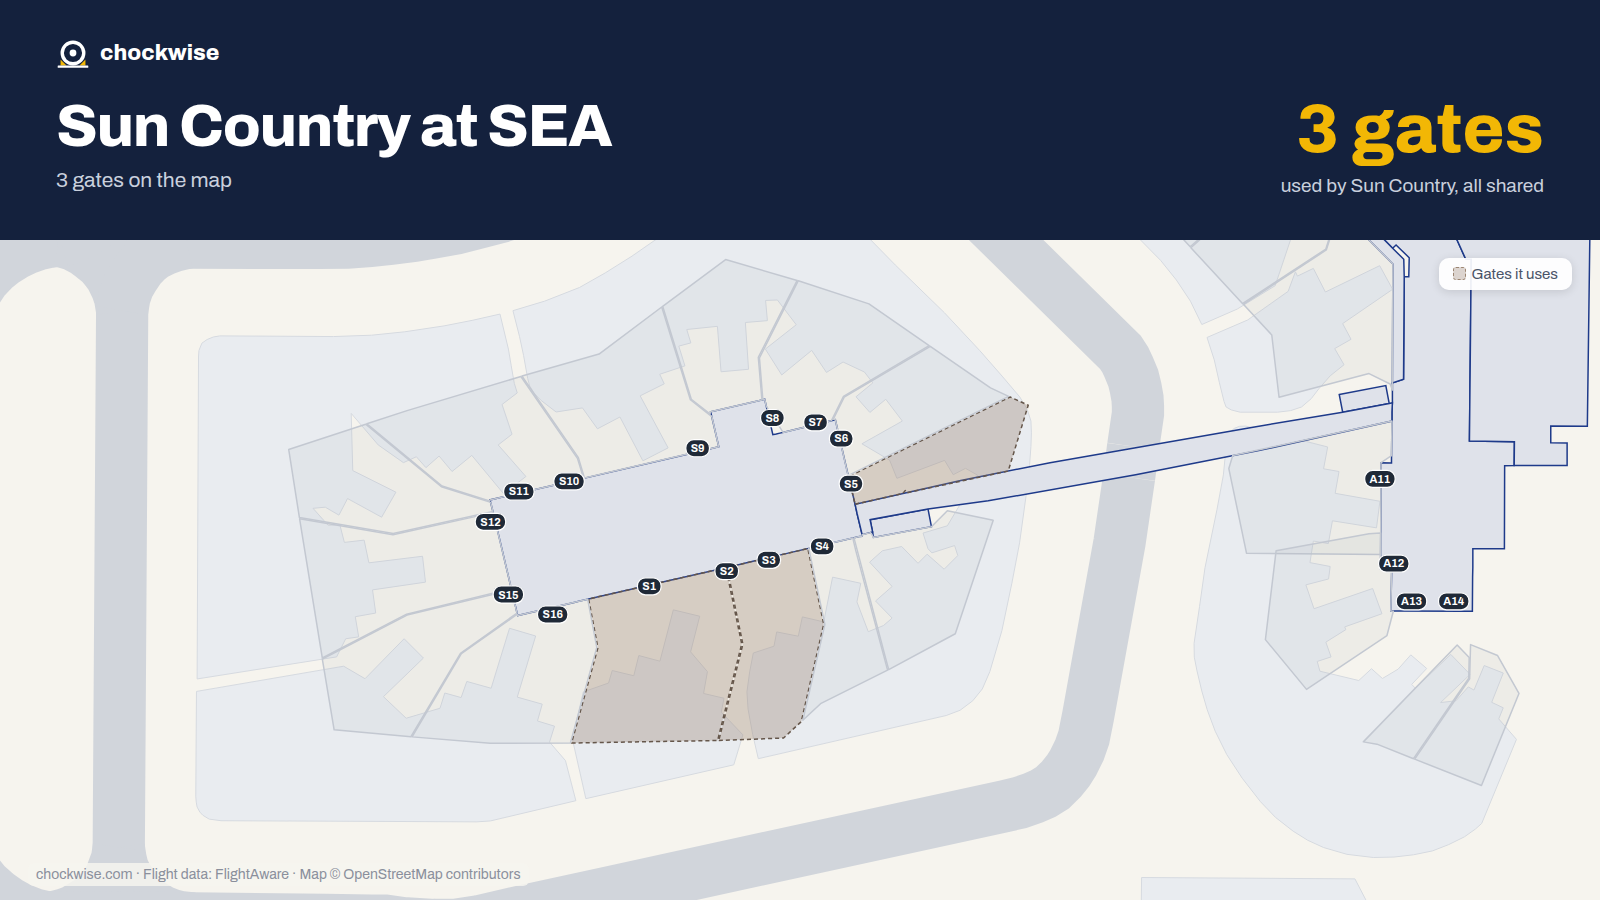 chockwise
Sun Country at SEA
3 gates on the map
3 gates
used by Sun Country, all shared
Gates it uses
S8
S7
S6
S9
S5
S10
S11
S12
S4
S3
S2
S1
S15
S16
A11
A12
A13
A14
chockwise.com · Flight data: FlightAware · Map © OpenStreetMap contributors